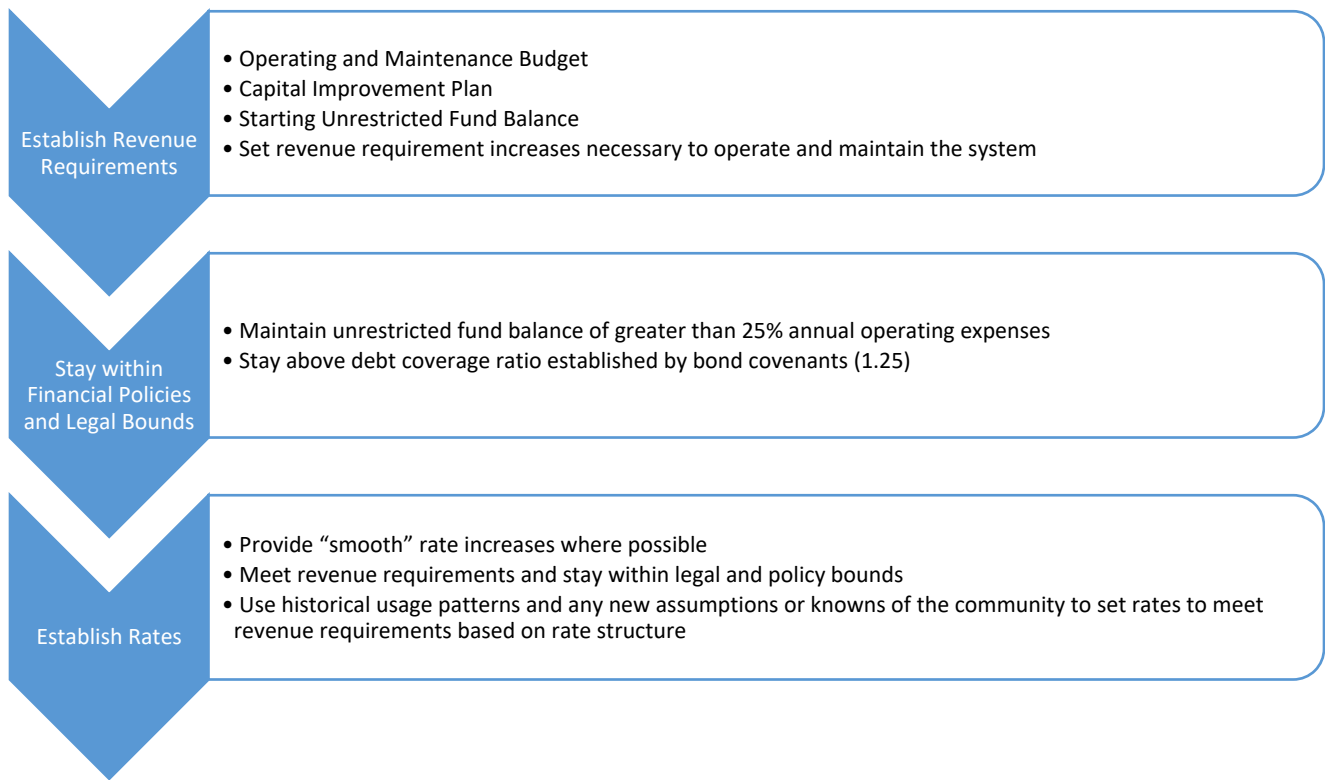 Establish Revenue
Requirements
• Operating and Maintenance Budget
• Capital Improvement Plan
• Starting Unrestricted Fund Balance
• Set revenue requirement increases necessary to operate and maintain the system
Stay within
Financial Policies
and Legal Bounds
• Maintain unrestricted fund balance of greater than 25% annual operating expenses
• Stay above debt coverage ratio established by bond covenants (1.25)
Establish Rates
• Provide “smooth” rate increases where possible
• Meet revenue requirements and stay within legal and policy bounds
• Use historical usage patterns and any new assumptions or knowns of the community to set rates to meet
revenue requirements based on rate structure